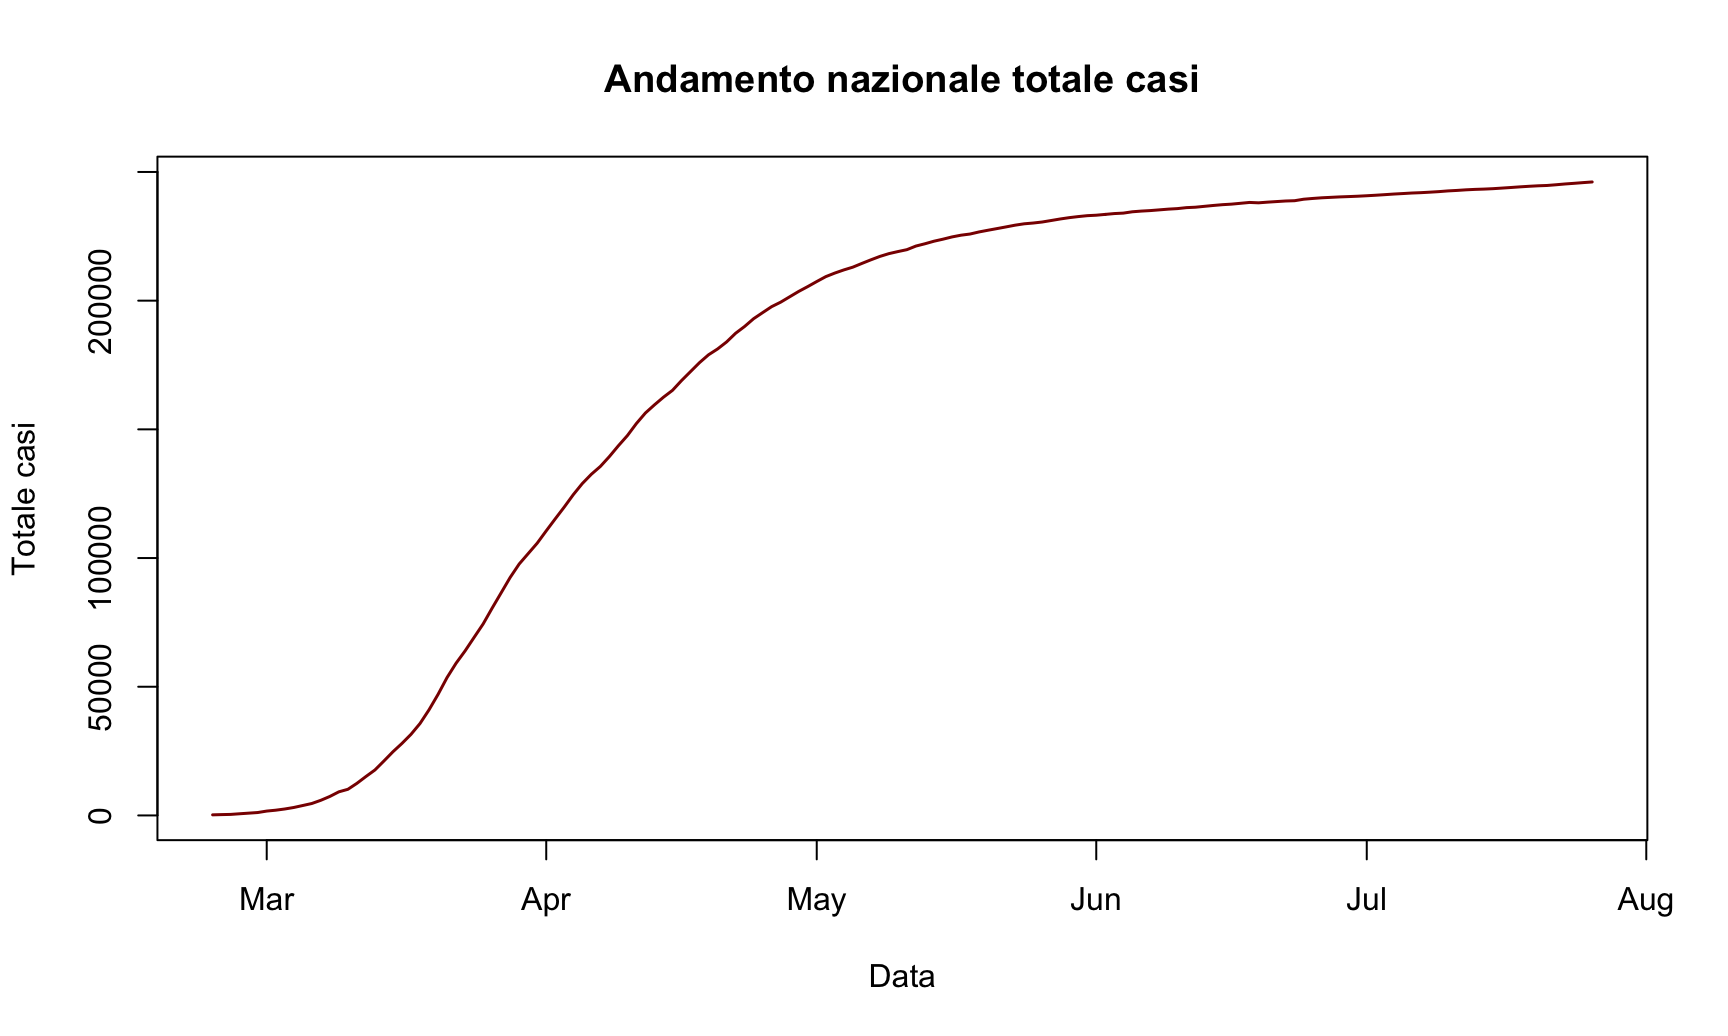 Andamento nazionale totale casi
Totale casi
200000
100000
50000
0
Mar Apr May Jun Jul Aug
Data